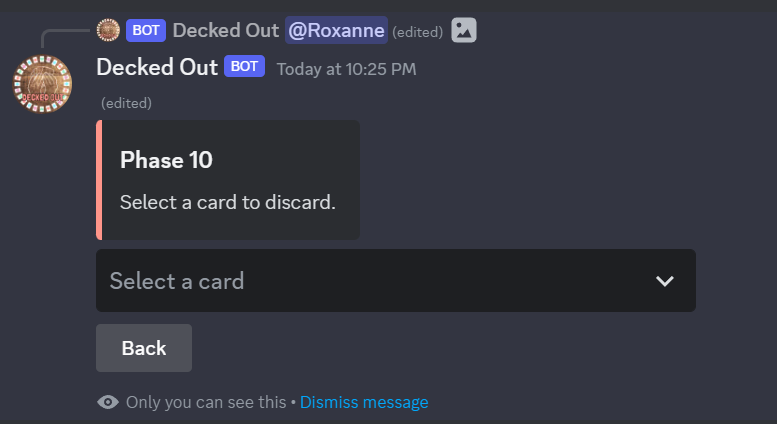 BOT Decked Out @Roxanne (edited)
Decked Out BOT Today at 10:25 PM
(edited)
DECKED OUT
Phase 10
Select a card to discard.
Select a card
Back
Only you can see this • Dismiss message